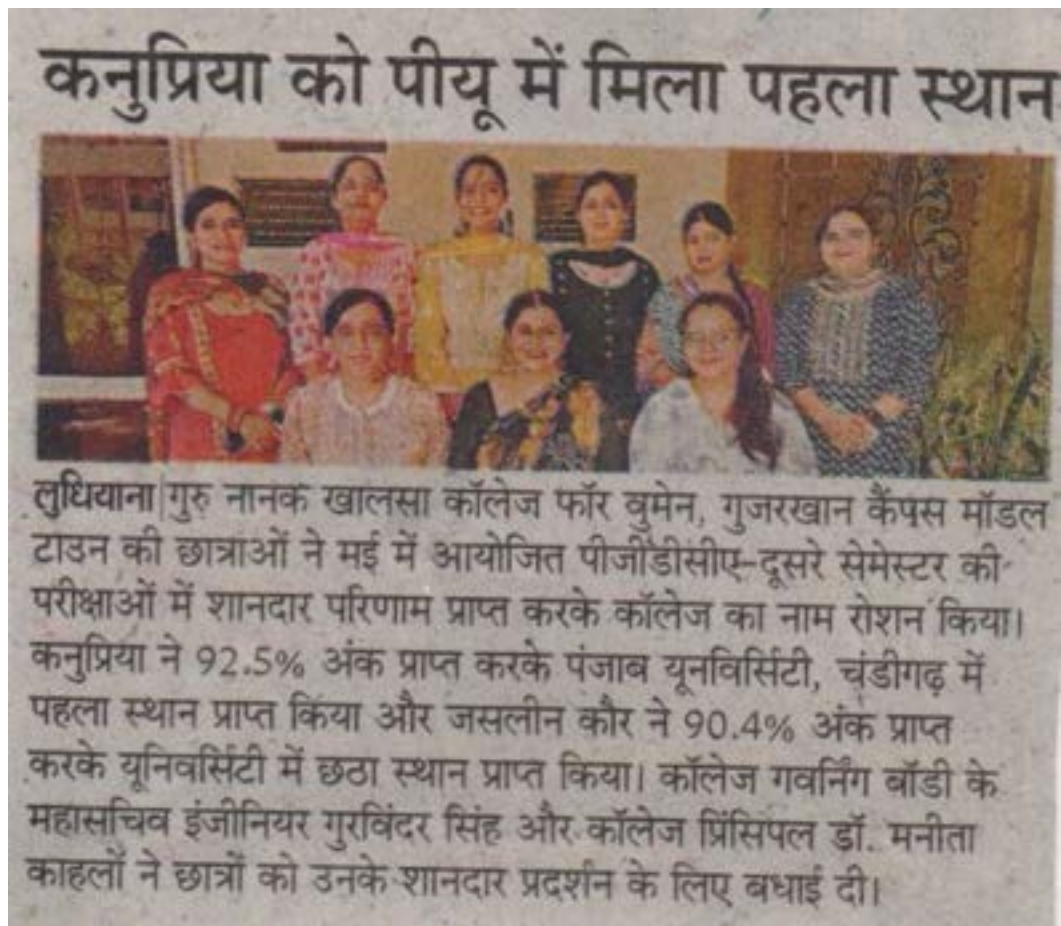 कनुप्रिया को पीयू में मिला पहला स्थान
लुधियाना|गुरु नानक खालसा कॉलेज फॉर वुमेन, गुजरखान कैंपस मॉडल
टाउन की छात्राओं ने मई में आयोजित पीजीडीसीए-दूसरे सेमेस्टर की
परीक्षाओं में शानदार परिणाम प्राप्त करके कॉलेज का नाम रोशन किया।
कनुप्रिया ने 92.5% अंक प्राप्त करके पंजाब यूनविर्सिटी, चंडीगढ़ में
पहला स्थान प्राप्त किया और जसलीन कौर ने 90.4% अंक प्राप्त
करके यूनिवर्सिटी में छठा स्थान प्राप्त किया। कॉलेज गवर्निंग बॉडी के
महासचिव इंजीनियर गुरविंदर सिंह और कॉलेज प्रिंसिपल डॉ. मनीता
काहलों ने छात्रों को उनके शानदार प्रदर्शन के लिए बधाई दी।